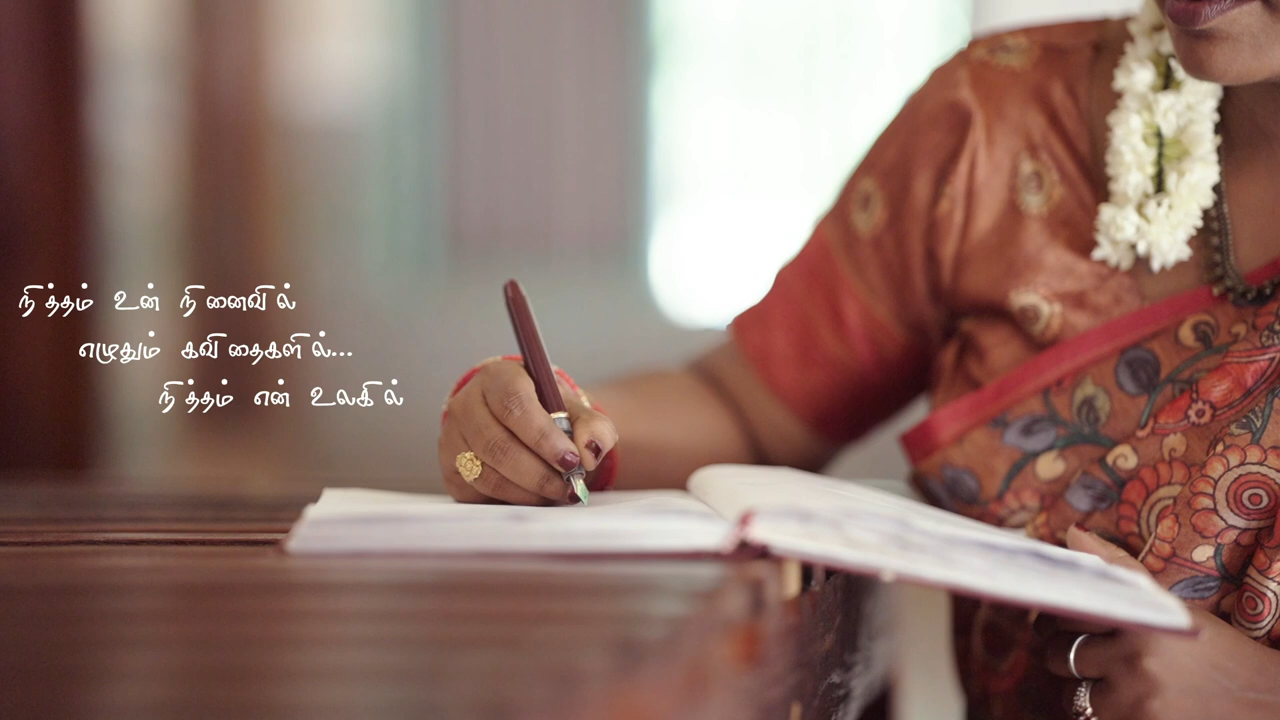 நித்தம் உன் நினைவில்
எழுதும் கவிதைகளில்...
நித்தம் என் உலகில்